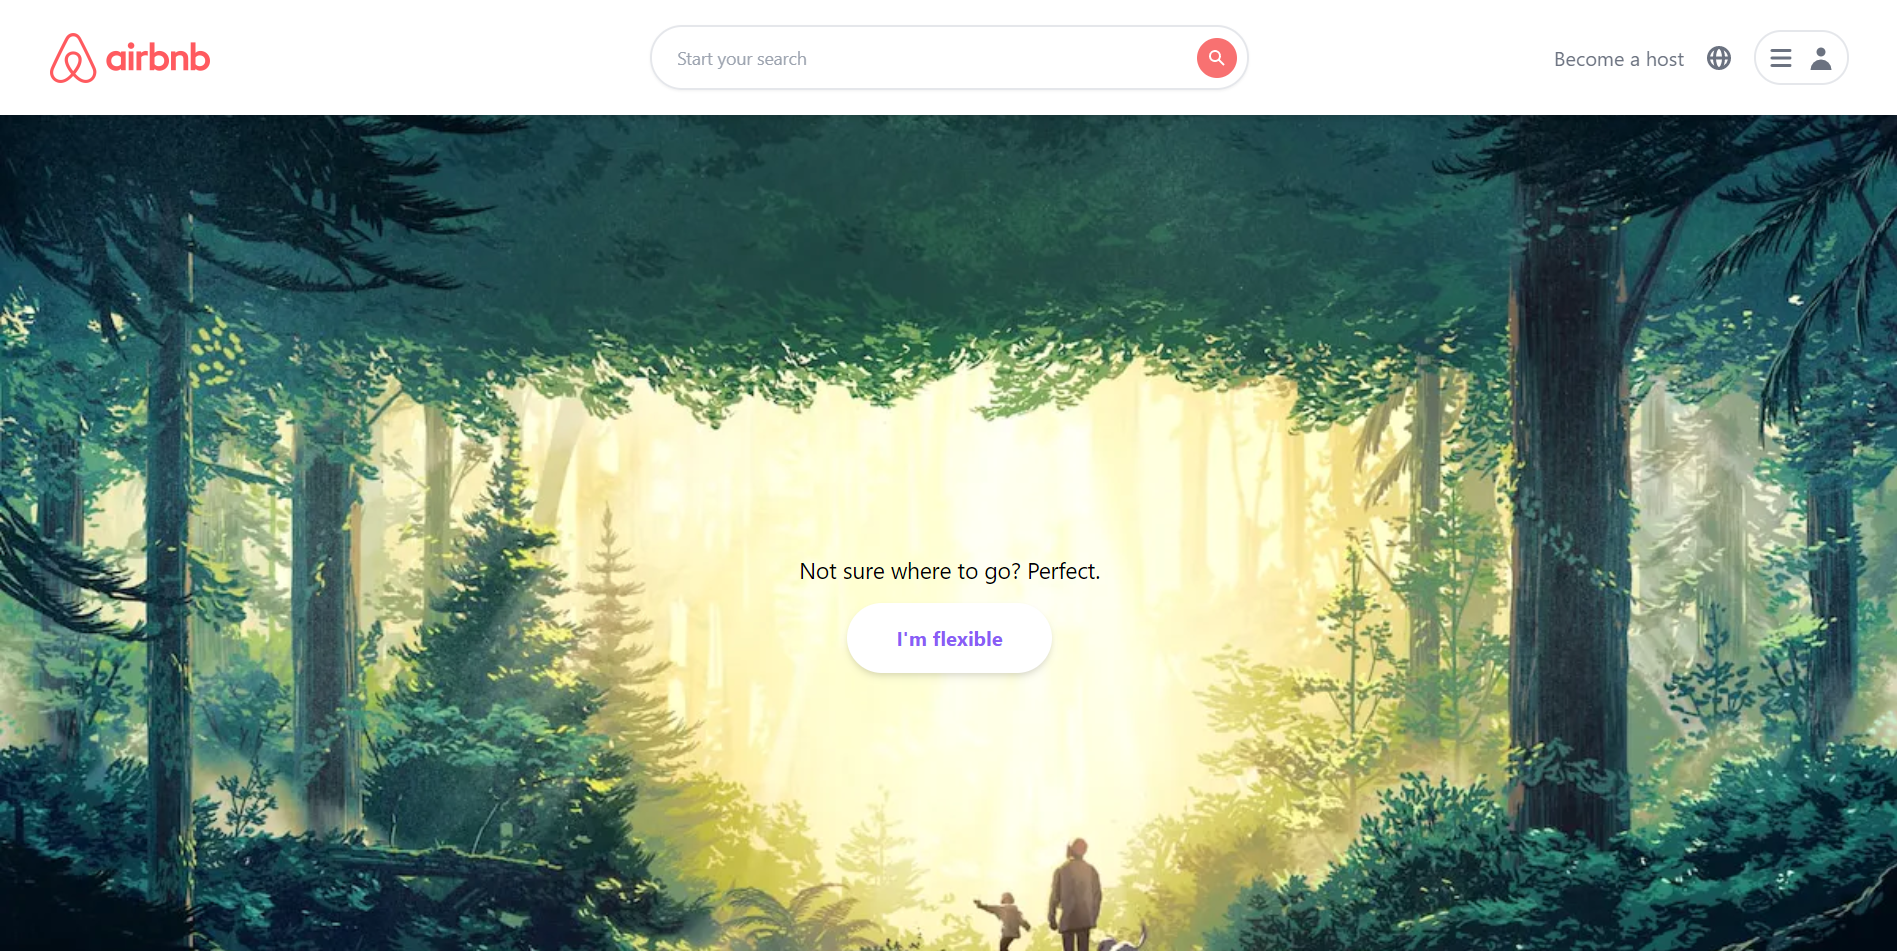 airbnb
Start your search
Become a host
Not sure where to go? Perfect.
I'm flexible